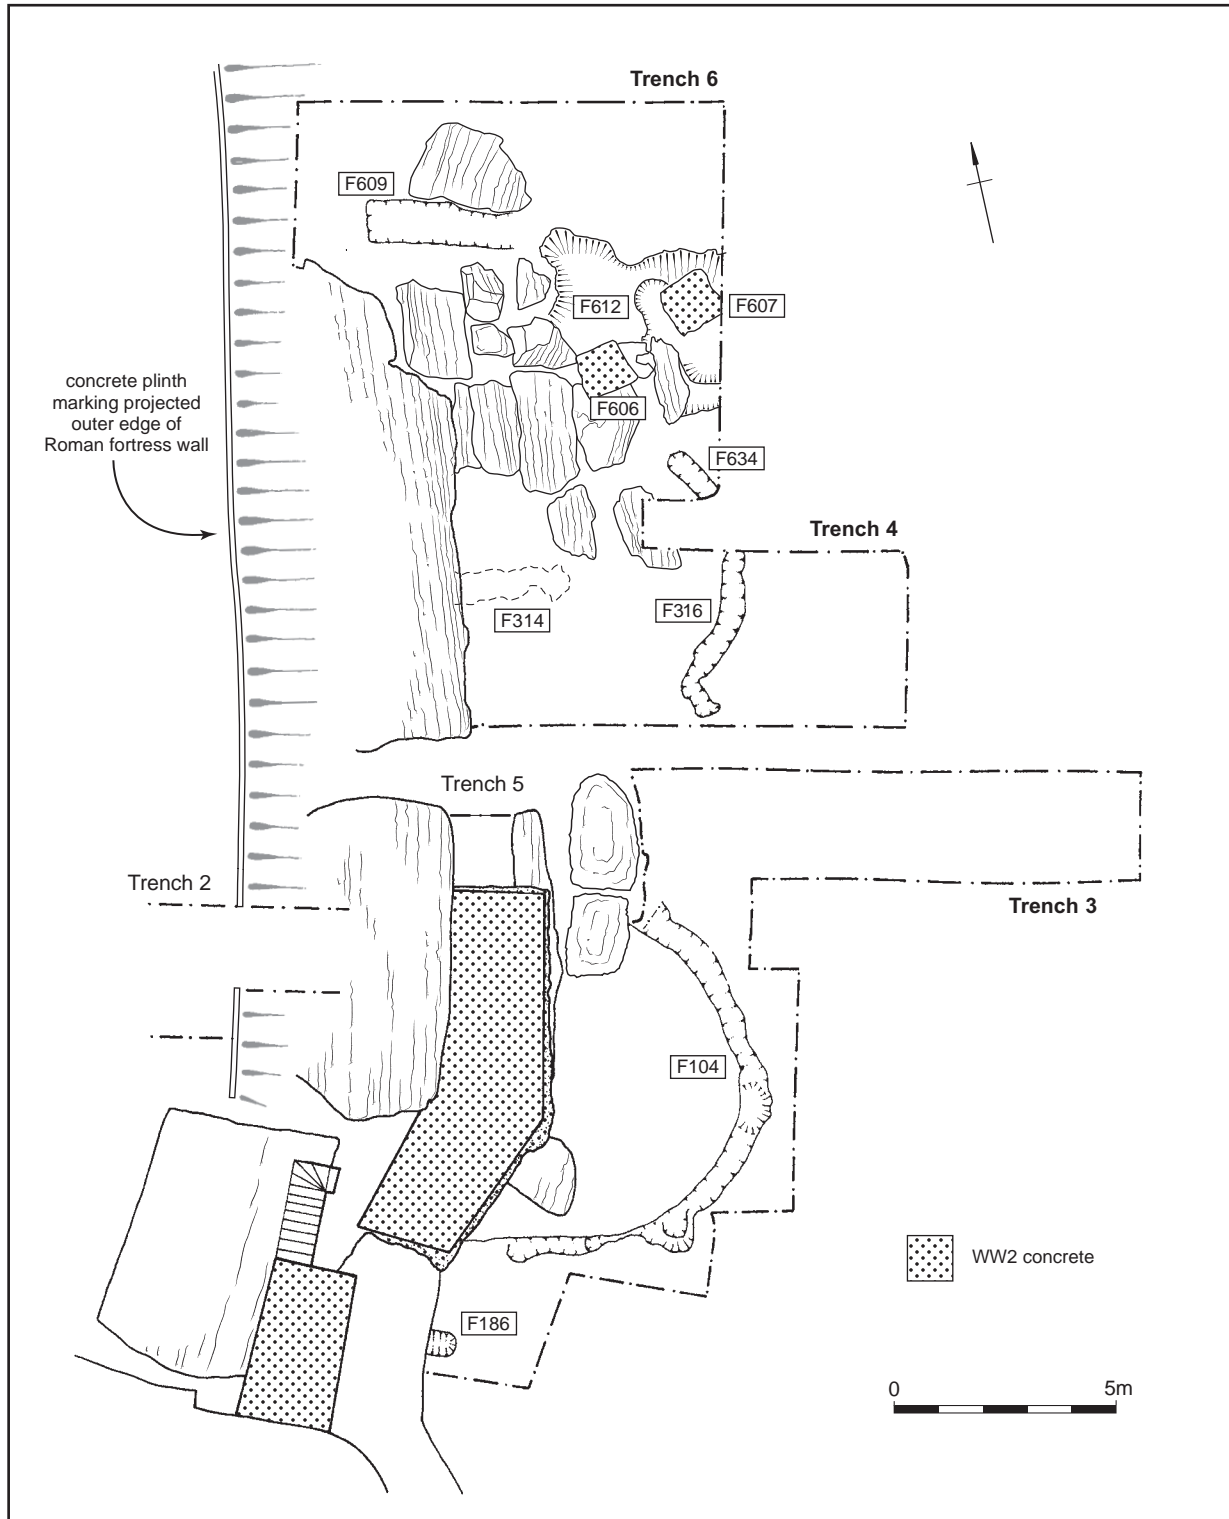 Trench 6
F609
F612
F607
concrete plinth
marking projected
outer edge of
Roman fortress wall
F606
F634
Trench 4
F314
F316
Trench 5
Trench 2
Trench 3
F104
WW2 concrete
F186
0
5m